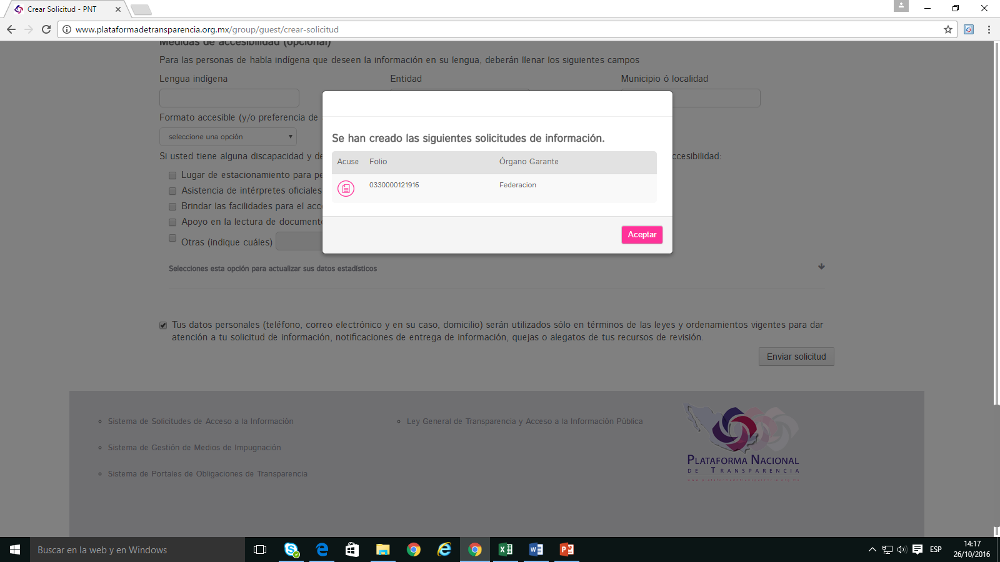 Crear Solicitud - PNT
www.plataformadetransparencia.org.mx/group/guest/crear-solicitud
Medidas de accesibilidad (opcional)
Para las personas de habla indígena que deseen la información en su lengua, deberán llenar los siguientes campos
Lengua indígena Entidad Municipio ó localidad
Formato accesible (y/o preferencia de
seleccione una opción
Si usted tiene alguna discapacidad y ccesibilidad:
Lugar de estacionamiento para
Asistencia de intérpretes oficiales
Brindar las facilidades para el
Apoyo en la lectura de
Otras (indique cuáles)
Se han creado las siguientes solicitudes de información.
Acuse Folio Órgano Garante
0330000121916 Federacion
Aceptar
Selecciones esta opción para actualizar sus datos estadísticos
Tus datos personales (teléfono, correo electrónico y en su caso, domicilio) serán utilizados sólo en términos de las leyes y ordenamientos vigentes para dar
atención a tu solicitud de información, notificaciones de entrega de información, quejas o alegatos de tus recursos de revisión.
Enviar solicitud
Sistema de Solicitudes de Acceso a la Información
Sistema de Gestión de Medios de Impugnación
Sistema de Portales de Obligaciones de Transparencia
Ley General de Transparencia y Acceso a la Información Pública
PLATAFORMA NACIONAL
DE TRANSPARENCIA
www.plataformadetransparencia.org.mx
Buscar en la web y en Windows
ESP
14:17
26/10/2016